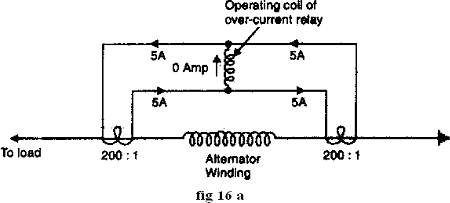 Operating coil of
over-current relay
5A
5A
0 Amp
5A
5A
To load
200 : 1
Alternator
Winding
200 : 1
fig 16 a